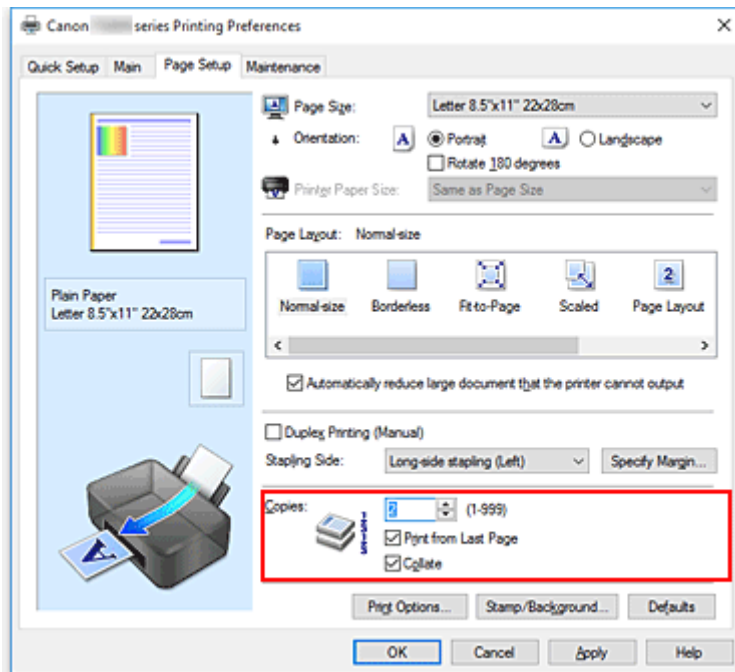 Canon series Printing Preferences
Quick Setup Main Page Setup Maintenance
Page Size: Letter 8.5"x11" 22x28cm
Orientation: A Portrait A Landscape
Rotate 180 degrees
Printer Paper Size: Same as Page Size
Page Layout: Normal-size
2
Normal-size Borderless Fit-to-Page Scaled Page Layout
Plain Paper
Letter 8.5"x11" 22x28cm
Automatically reduce large document that the printer cannot output
Duplex Printing (Manual)
Stapling Side: Long-side stapling (Left) Specify Margin...
Copies: 2 (1-999)
Print from Last Page
Collate
A
Print Options... Stamp/Background... Defaults
OK Cancel Apply Help